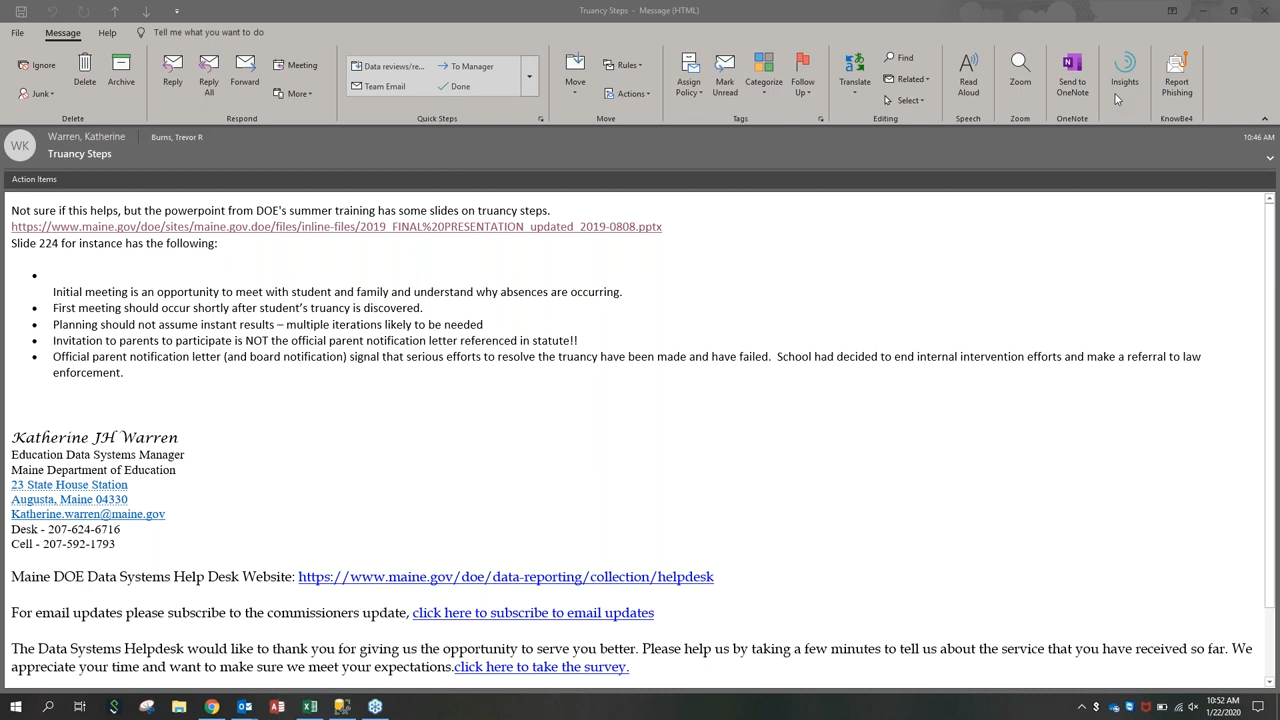 Truancy Steps - Message (HTML)
File Message Help Tell me what you want to do
Ignore
Junk
Delete
Archive
Reply
Reply All
Forward
Meeting
More
Data reviews/re... To Manager
Team Email Done
Move
Rules
Actions
Assign Policy
Mark Unread
Categorize
Follow Up
Translate
Find
Related
Select
Read Aloud
Zoom
Send to OneNote
Insights
Report Phishing
Delete Respond Quick Steps Move Tags Editing Speech Zoom OneNote KnowBe4
WK
Warren, Katherine Burns, Trevor R 10:46 AM
Truancy Steps
Action Items
Not sure if this helps, but the powerpoint from DOE's summer training has some slides on truancy steps.
https://www.maine.gov/doe/sites/maine.gov.doe/files/inline-files/2019_FINAL%20PRESENTATION_updated_2019-0808.pptx
Slide 224 for instance has the following:
•
Initial meeting is an opportunity to meet with student and family and understand why absences are occurring.
• First meeting should occur shortly after student’s truancy is discovered.
• Planning should not assume instant results – multiple iterations likely to be needed
• Invitation to parents to participate is NOT the official parent notification letter referenced in statute!!
• Official parent notification letter (and board notification) signal that serious efforts to resolve the truancy have been made and have failed.  School had decided to end internal intervention efforts and make a referral to law
enforcement.
Katherine JH Warren
Education Data Systems Manager
Maine Department of Education
23 State House Station
Augusta, Maine 04330
Katherine.warren@maine.gov
Desk - 207-624-6716
Cell - 207-592-1793
Maine DOE Data Systems Help Desk Website: https://www.maine.gov/doe/data-reporting/collection/helpdesk
For email updates please subscribe to the commissioners update, click here to subscribe to email updates
The Data Systems Helpdesk would like to thank you for giving us the opportunity to serve you better. Please help us by taking a few minutes to tell us about the service that you have received so far. We
appreciate your time and want to make sure we meet your expectations.click here to take the survey.
10:52 AM
1/22/2020